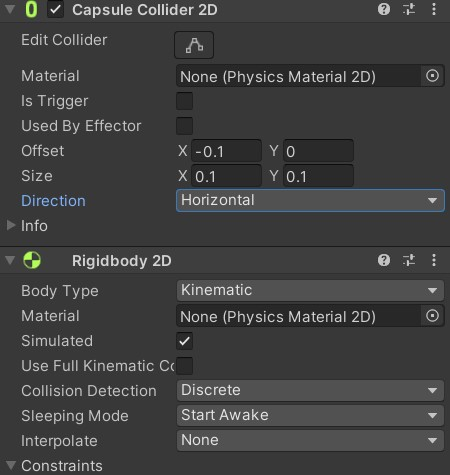 Capsule Collider 2D
Edit Collider
Material None (Physics Material 2D)
Is Trigger
Used By Effector
Offset X -0.1 Y 0
Size X 0.1 Y 0.1
Direction Horizontal
Info
Rigidbody 2D
Body Type Kinematic
Material None (Physics Material 2D)
Simulated
Use Full Kinematic Co
Collision Detection Discrete
Sleeping Mode Start Awake
Interpolate None
Constraints